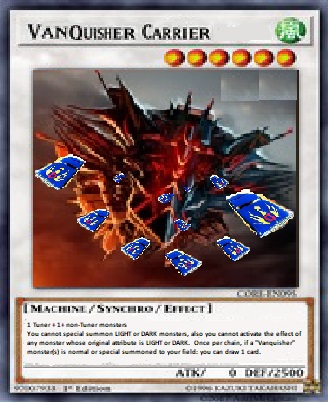 VANQUISHER CARRIER
風
CORE-EN095
[ MACHINE / SYNCHRO / EFFECT ]
1 Tuner + 1+ non-Tuner monsters
You cannot special summon LIGHT or DARK monsters, also you cannot activate the effect
of any monster whose original attribute is LIGHT or DARK. Once per chain, if a "Vanquisher"
monster(s) is normal or special summoned to your field: you can draw 1 card.
ATK/ 0 DEF/2500
1st Edition ©1996 KAZUKI TAKAHASHI